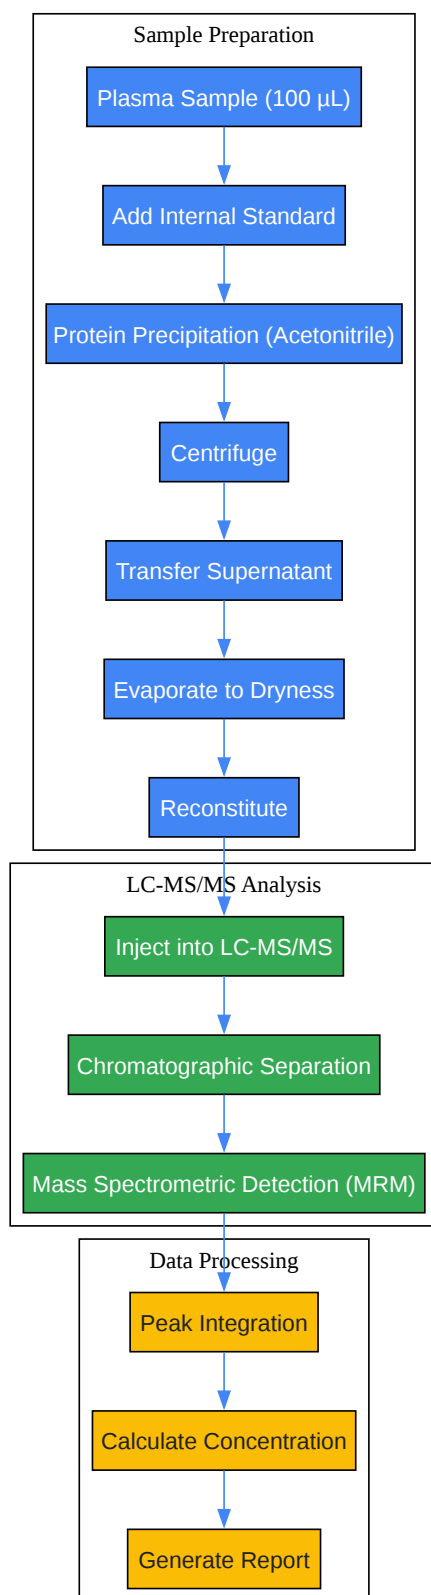 Sample Preparation
Plasma Sample (100 µL)
Add Internal Standard
Protein Precipitation (Acetonitrile)
Centrifuge
Transfer Supernatant
Evaporate to Dryness
Reconstitute
LC-MS/MS Analysis
Inject into LC-MS/MS
Chromatographic Separation
Mass Spectrometric Detection (MRM)
Data Processing
Peak Integration
Calculate Concentration
Generate Report